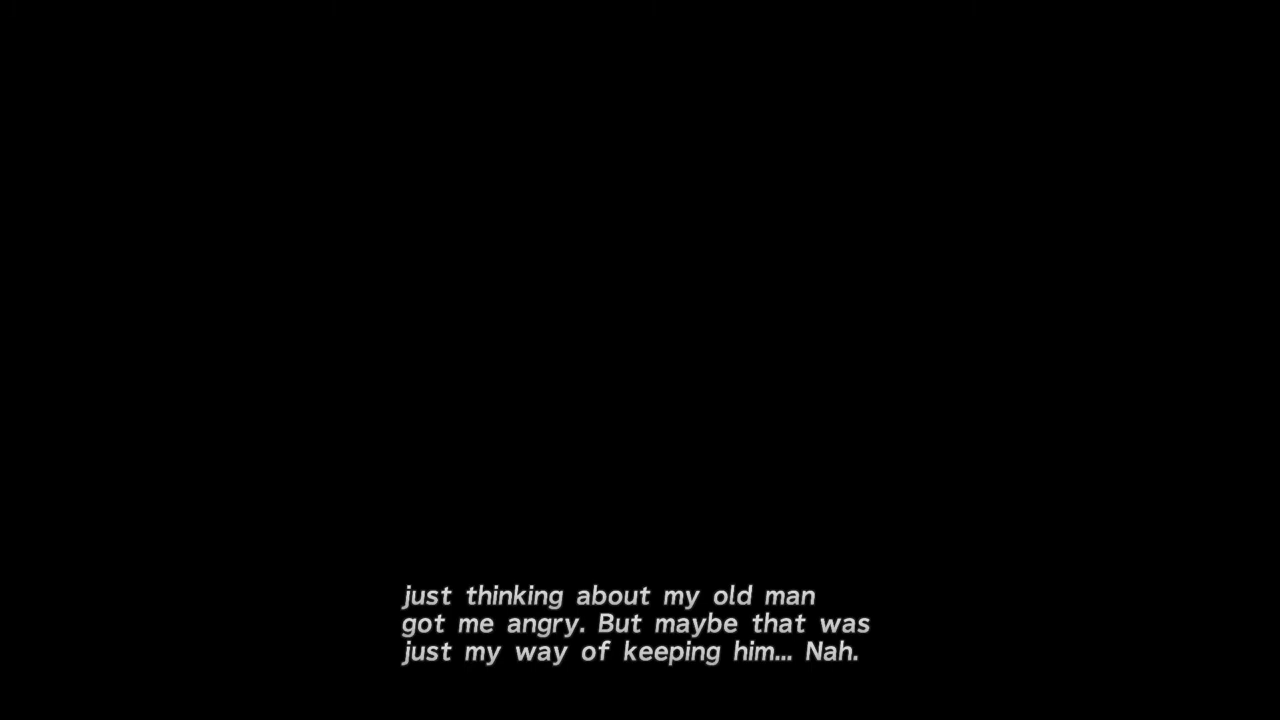 just thinking about my old man
got me angry. But maybe that was
just my way of keeping him... Nah.